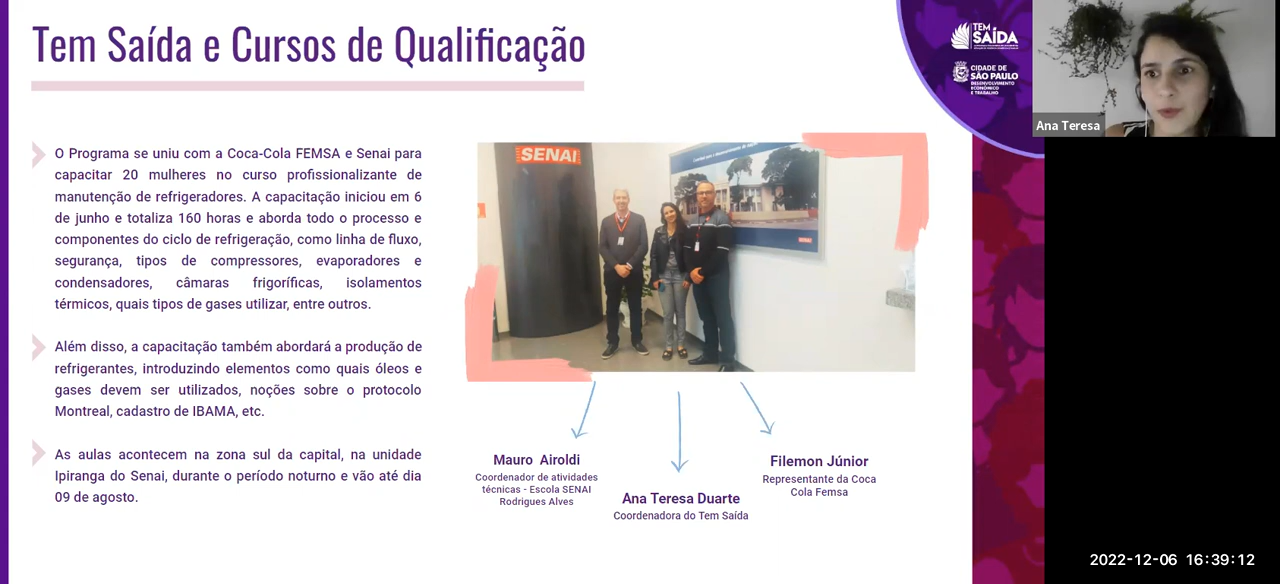 Tem Saída e Cursos de Qualificação
TEM
SAÍDA
CIDADE DE
SÃO PAULO
DESENVOLVIMENTO
ECONÔMICO
E TRABALHO
Ana Teresa
O Programa se uniu com a Coca-Cola FEMSA e Senai para
capacitar 20 mulheres no curso profissionalizante de
manutenção de refrigeradores. A capacitação iniciou em 6
de junho e totaliza 160 horas e aborda todo o processo e
componentes do ciclo de refrigeração, como linha de fluxo,
segurança, tipos de compressores, evaporadores e
condensadores, câmaras frigoríficas, isolamentos
térmicos, quais tipos de gases utilizar, entre outros.
Além disso, a capacitação também abordará a produção de
refrigerantes, introduzindo elementos como quais óleos e
gases devem ser utilizados, noções sobre o protocolo
Montreal, cadastro de IBAMA, etc.
As aulas acontecem na zona sul da capital, na unidade
Ipiranga do Senai, durante o período noturno e vão até dia
09 de agosto.
SENAI
Mauro Airoldi
Coordenador de atividades
técnicas - Escola SENAI
Rodrigues Alves
Ana Teresa Duarte
Coordenadora do Tem Saída
Filemon Júnior
Representante da Coca
Cola Femsa
2022-12-06 16:39:12